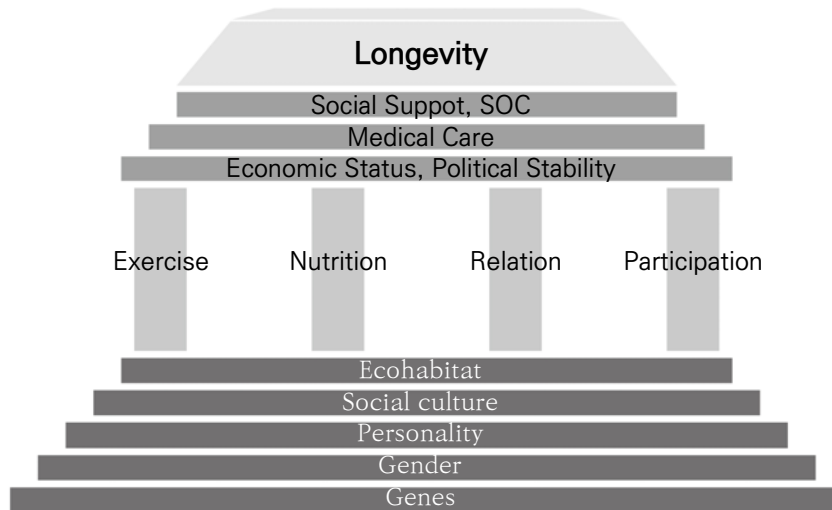 Longevity
Social Suppot, SOC
Medical Care
Economic Status, Political Stability
Exercise Nutrition Relation Participation
Ecohabitat
Social culture
Personality
Gender
Genes